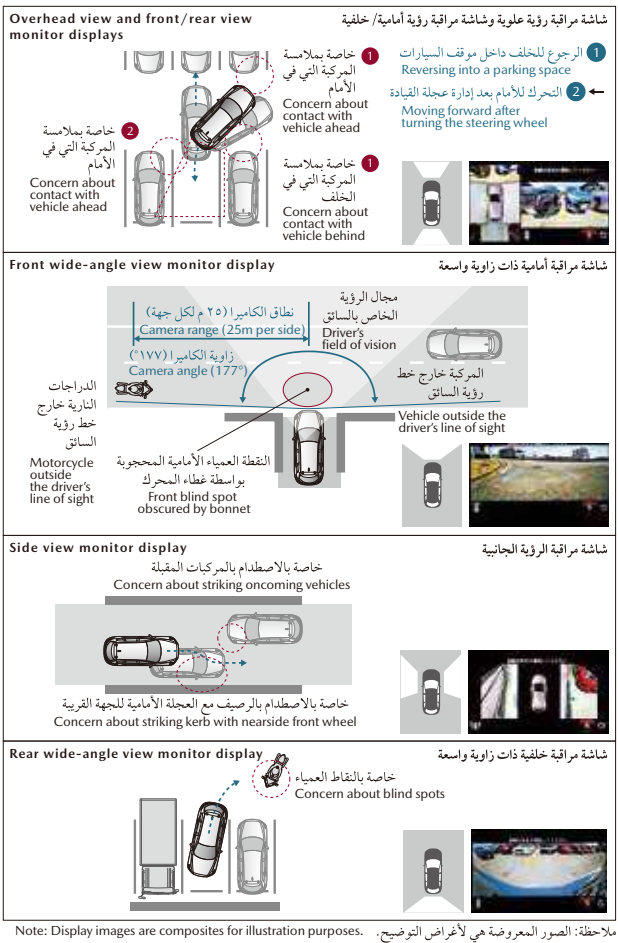 Overhead view and front/rear view
monitor displays
شاشة مراقبة رؤية علوية وشاشة مراقبة رؤية أمامية/ خلفية
1 خاصة بملامسة
المركبة التي في
الأمام
Concern about
contact with
vehicle ahead
1 الرجوع للخلف داخل موقف السيارات
Reversing into a parking space
2 التحرك للأمام بعد إدارة عجلة القيادة
Moving forward after
turning the steering wheel
2 خاصة بملامسة
المركبة التي في
الأمام
Concern about
contact with
vehicle ahead
1 خاصة بملامسة
المركبة التي في
الخلف
Concern about
contact with
vehicle behind
Front wide-angle view monitor display
شاشة مراقبة أمامية ذات زاوية واسعة
نطاق الكاميرا (٢٥ م لكل جهة)
Camera range (25m per side)
زاوية الكاميرا (١٧٧°)
Camera angle (177°)
مجال الرؤية
الخاص بالسائق
Driver's
field of vision
المركبة خارج خط
رؤية السائق
Vehicle outside the
driver's line of sight
الدراجات
النارية خارج
خط رؤية
السائق
Motorcycle
outside
the driver's
line of sight
النقطة العمياء الأمامية المحجوبة
بواسطة غطاء المحرك
Front blind spot
obscured by bonnet
Side view monitor display
شاشة مراقبة الرؤية الجانبية
خاصة بالاصطدام بالمركبات المقبلة
Concern about striking oncoming vehicles
خاصة بالاصطدام بالرصيف مع العجلة الأمامية للجهة القريبة
Concern about striking kerb with nearside front wheel
Rear wide-angle view monitor display
شاشة مراقبة خلفية ذات زاوية واسعة
خاصة بالنقاط العمياء
Concern about blind spots
Note: Display images are composites for illustration purposes.
ملاحظة: الصور المعروضة هي لأغراض التوضيح.